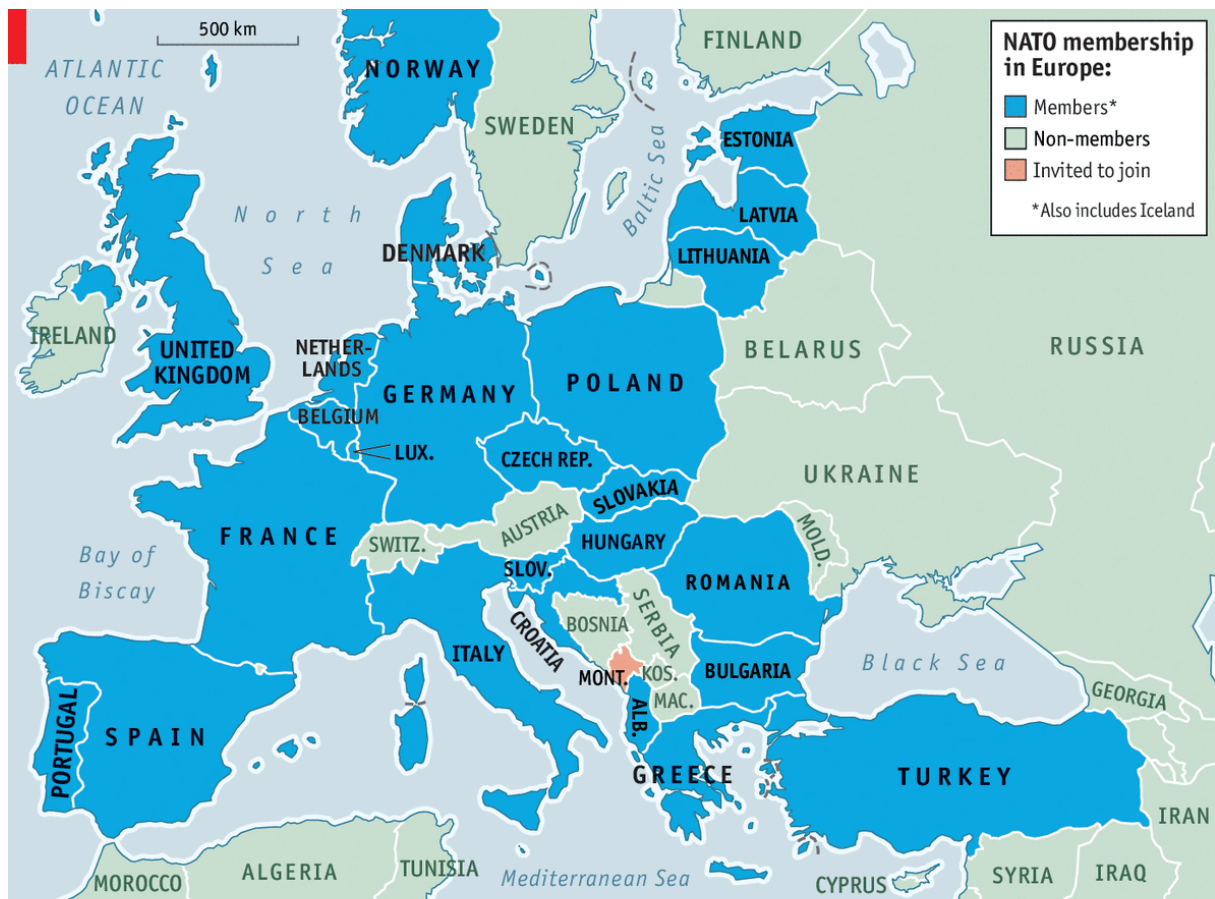 500 km
ATLANTIC
OCEAN
NORWAY
FINLAND
SWEDEN
NATO membership
in Europe:
Members*
Non-members
Invited to join
*Also includes Iceland
Baltic Sea
ESTONIA
LATVIA
LITHUANIA
North
Sea
DENMARK
IRELAND
UNITED
KINGDOM
NETHER-
LANDS
BELGIUM
LUX.
GERMANY
POLAND
BELARUS
RUSSIA
CZECH REP.
SLOVAKIA
UKRAINE
FRANCE
SWITZ.
AUSTRIA
HUNGARY
MOLD.
Bay of
Biscay
SLOV.
ROMANIA
CROATIA
BOSNIA
SERBIA
ITALY
MONT.
KOS.
BULGARIA
Black Sea
MAC.
ALB.
GEORGIA
PORTUGAL
SPAIN
GREECE
TURKEY
IRAN
MOROCCO
ALGERIA
TUNISIA
Mediterranean Sea
CYPRUS
SYRIA
IRAQ